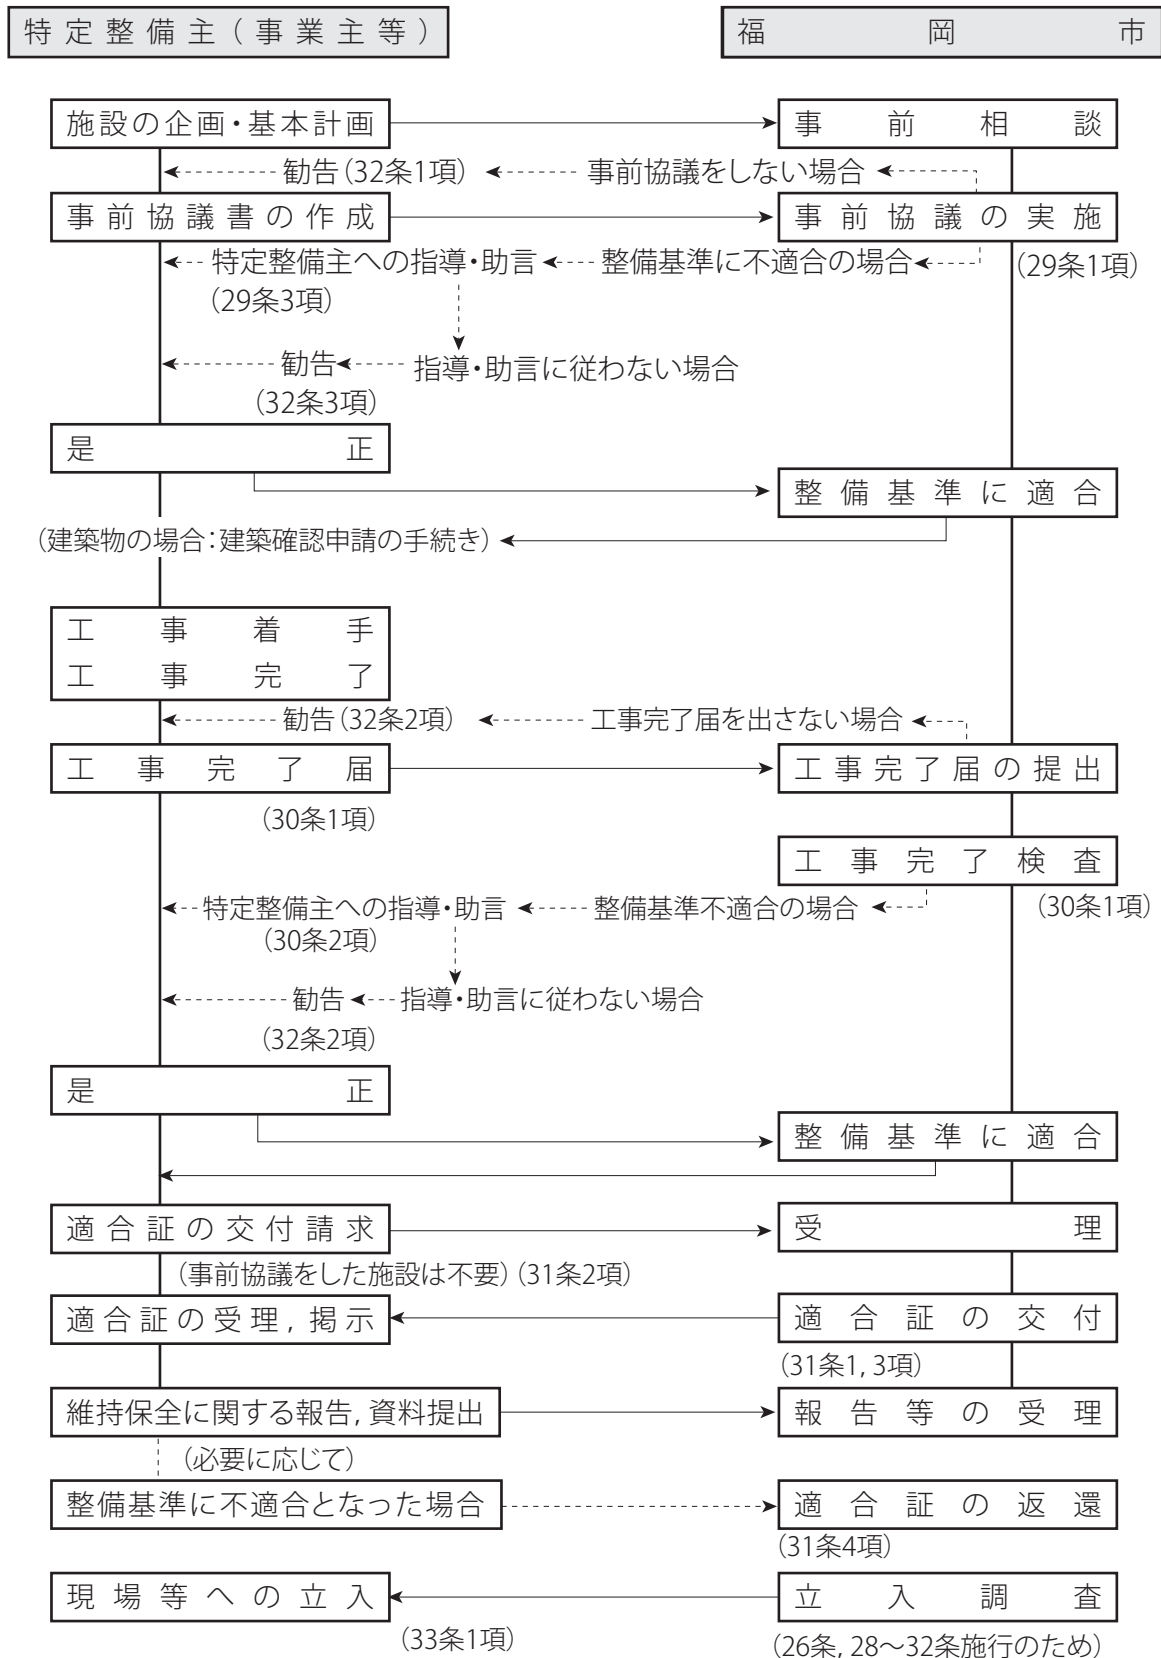 特定整備主（事業主等）
福岡市
施設の企画・基本計画
事前相談
勧告（32条1項）
事前協議をしない場合
事前協議書の作成
事前協議の実施
特定整備主への指導・助言
整備基準に不適合の場合
（29条1項）
（29条3項）
勧告
指導・助言に従わない場合
（32条3項）
是正
整備基準に適合
（建築物の場合：建築確認申請の手続き）
工事着手
工事完了
勧告（32条2項）
工事完了届を出さない場合
工事完了届
工事完了届の提出
（30条1項）
工事完了検査
特定整備主への指導・助言
整備基準不適合の場合
（30条1項）
（30条2項）
勧告
指導・助言に従わない場合
（32条2項）
是正
整備基準に適合
適合証の交付請求
受理
（事前協議をした施設は不要）（31条2項）
適合証の受理，掲示
適合証の交付
（31条1，3項）
維持保全に関する報告，資料提出
報告等の受理
（必要に応じて）
整備基準に不適合となった場合
適合証の返還
（31条4項）
現場等への立入
立入調査
（33条1項）
（26条，28～32条施行のため）